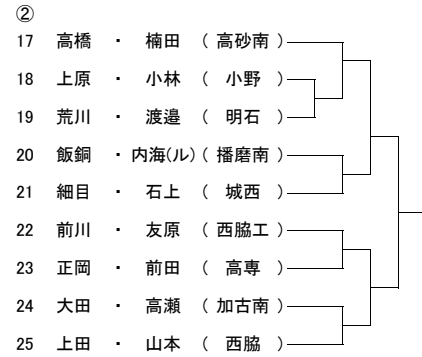 ②
17 高橋 ・ 楠田 ( 高砂南 )
18 上原 ・ 小林 ( 小野 )
19 荒川 ・ 渡邉 ( 明石 )
20 飯銅 ・ 内海(ル) ( 播磨南 )
21 細目 ・ 石上 ( 城西 )
22 前川 ・ 友原 ( 西脇工 )
23 正岡 ・ 前田 ( 高専 )
24 大田 ・ 高瀬 ( 加古南 )
25 上田 ・ 山本 ( 西脇 )